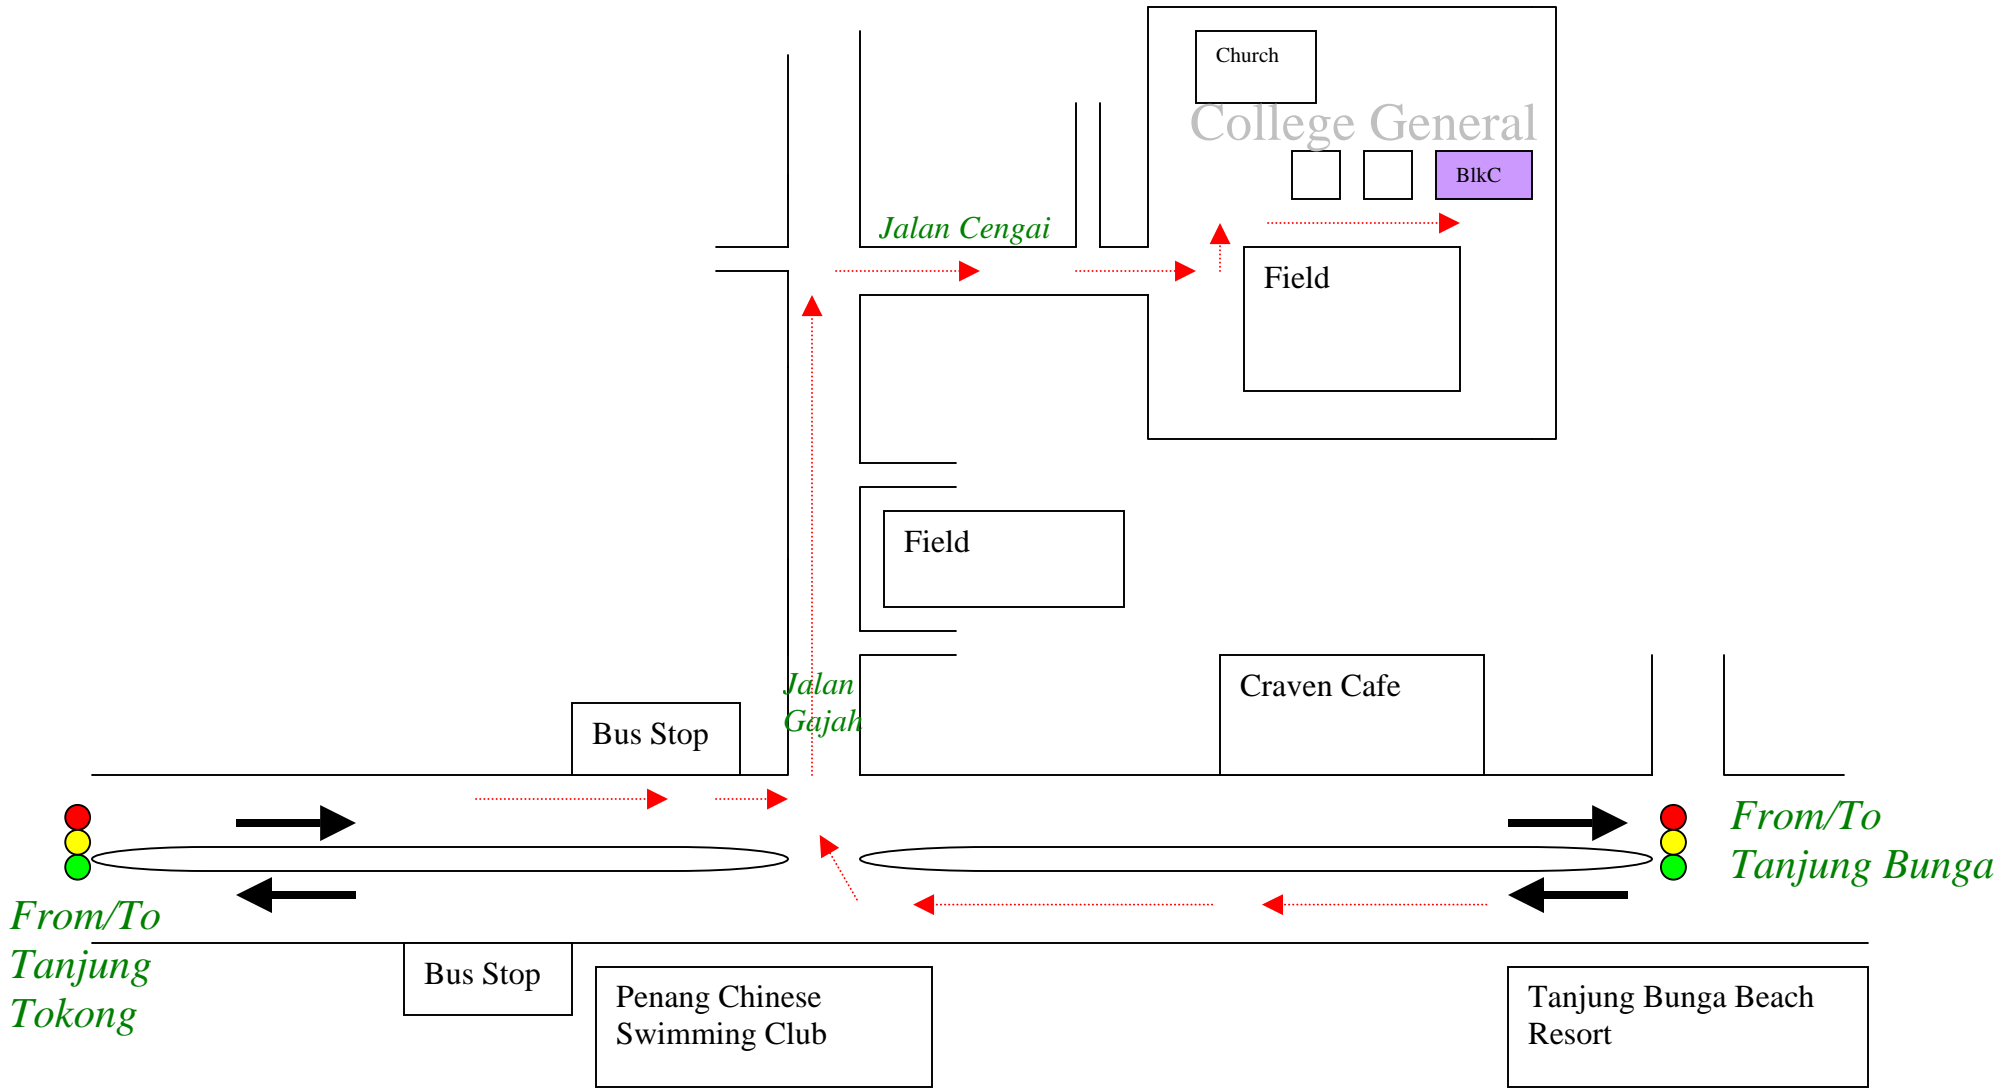 Church
College General
BlkC
Jalan Cengai
Field
Field
Jalan
Gajah
Craven Cafe
Bus Stop
From/To
Tanjung Bunga
From/To
Tanjung
Tokong
Bus Stop
Penang Chinese
Swimming Club
Tanjung Bunga Beach
Resort